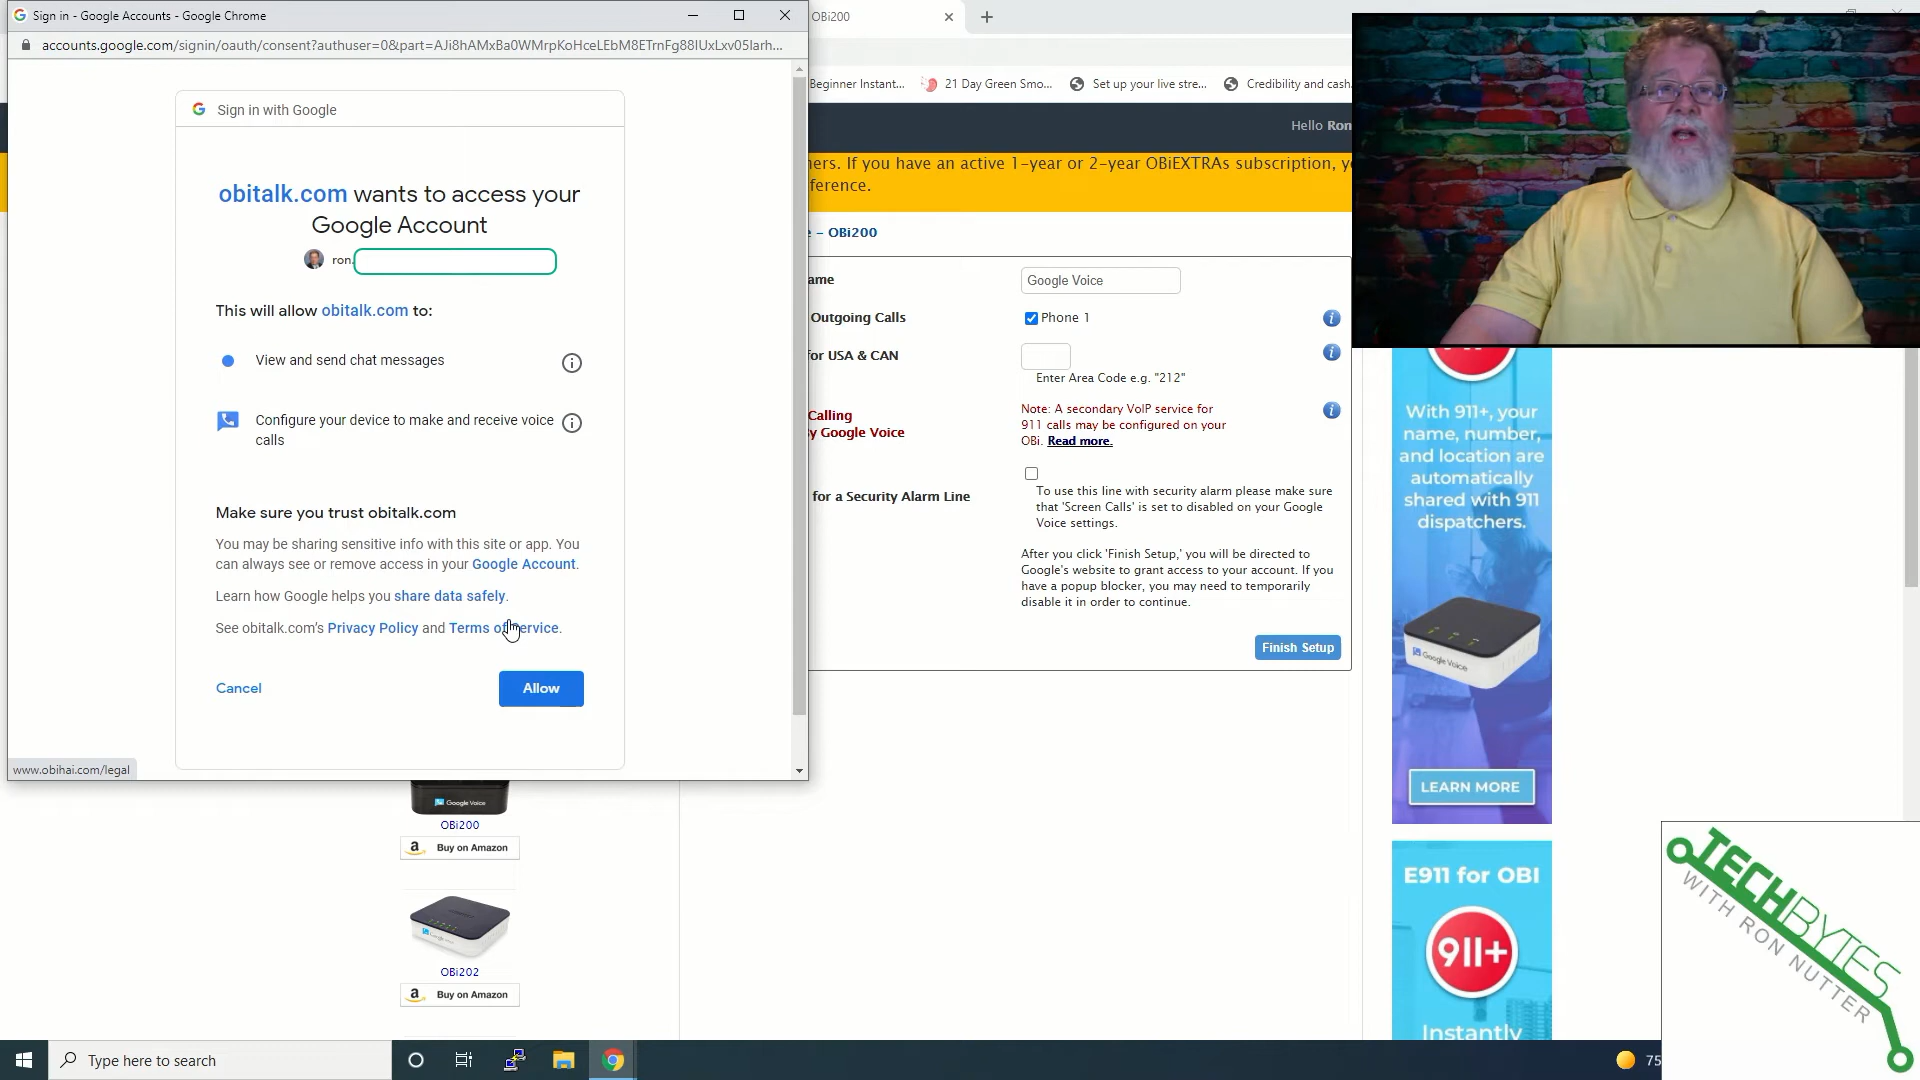 Sign in - Google Accounts - Google Chrome
accounts.google.com/signin/oauth/consent?authuser=0&part=AJi8hAMxBa0WMrpKoHceLEbM8ETrnFg88IUxLxv05Iarh...
Sign in with Google
obitalk.com wants to access your
Google Account
ron.
This will allow obitalk.com to:
View and send chat messages
Configure your device to make and receive voice
calls
Make sure you trust obitalk.com
You may be sharing sensitive info with this site or app. You
can always see or remove access in your Google Account.
Learn how Google helps you share data safely.
See obitalk.com's Privacy Policy and Terms of Service.
Cancel
Allow
www.obihai.com/legal
OBi200
Beginner Instant...
21 Day Green Smo...
Set up your live stre...
Credibility and cash
Hello Ron
ners. If you have an active 1-year or 2-year OBiEXTRAs subscription, y
ference.
e - OBi200
ame
Google Voice
Outgoing Calls
Phone 1
for USA & CAN
Enter Area Code e.g. "212"
Calling
y Google Voice
Note: A secondary VoIP service for
911 calls may be configured on your
OBi. Read more.
for a Security Alarm Line
To use this line with security alarm please make sure
that 'Screen Calls' is set to disabled on your Google
Voice settings.
After you click 'Finish Setup,' you will be directed to
Google's website to grant access to your account. If you
have a popup blocker, you may need to temporarily
disable it in order to continue.
Finish Setup
With 911+, your
name, number,
and location are
automatically
shared with 911
dispatchers.
Google Voice
LEARN MORE
E911 for OBI
911+
Instantly
Google Voice
OBi200
Buy on Amazon
OBi202
Buy on Amazon
TECHBYTES
WITH RON NUTTER
Type here to search
75